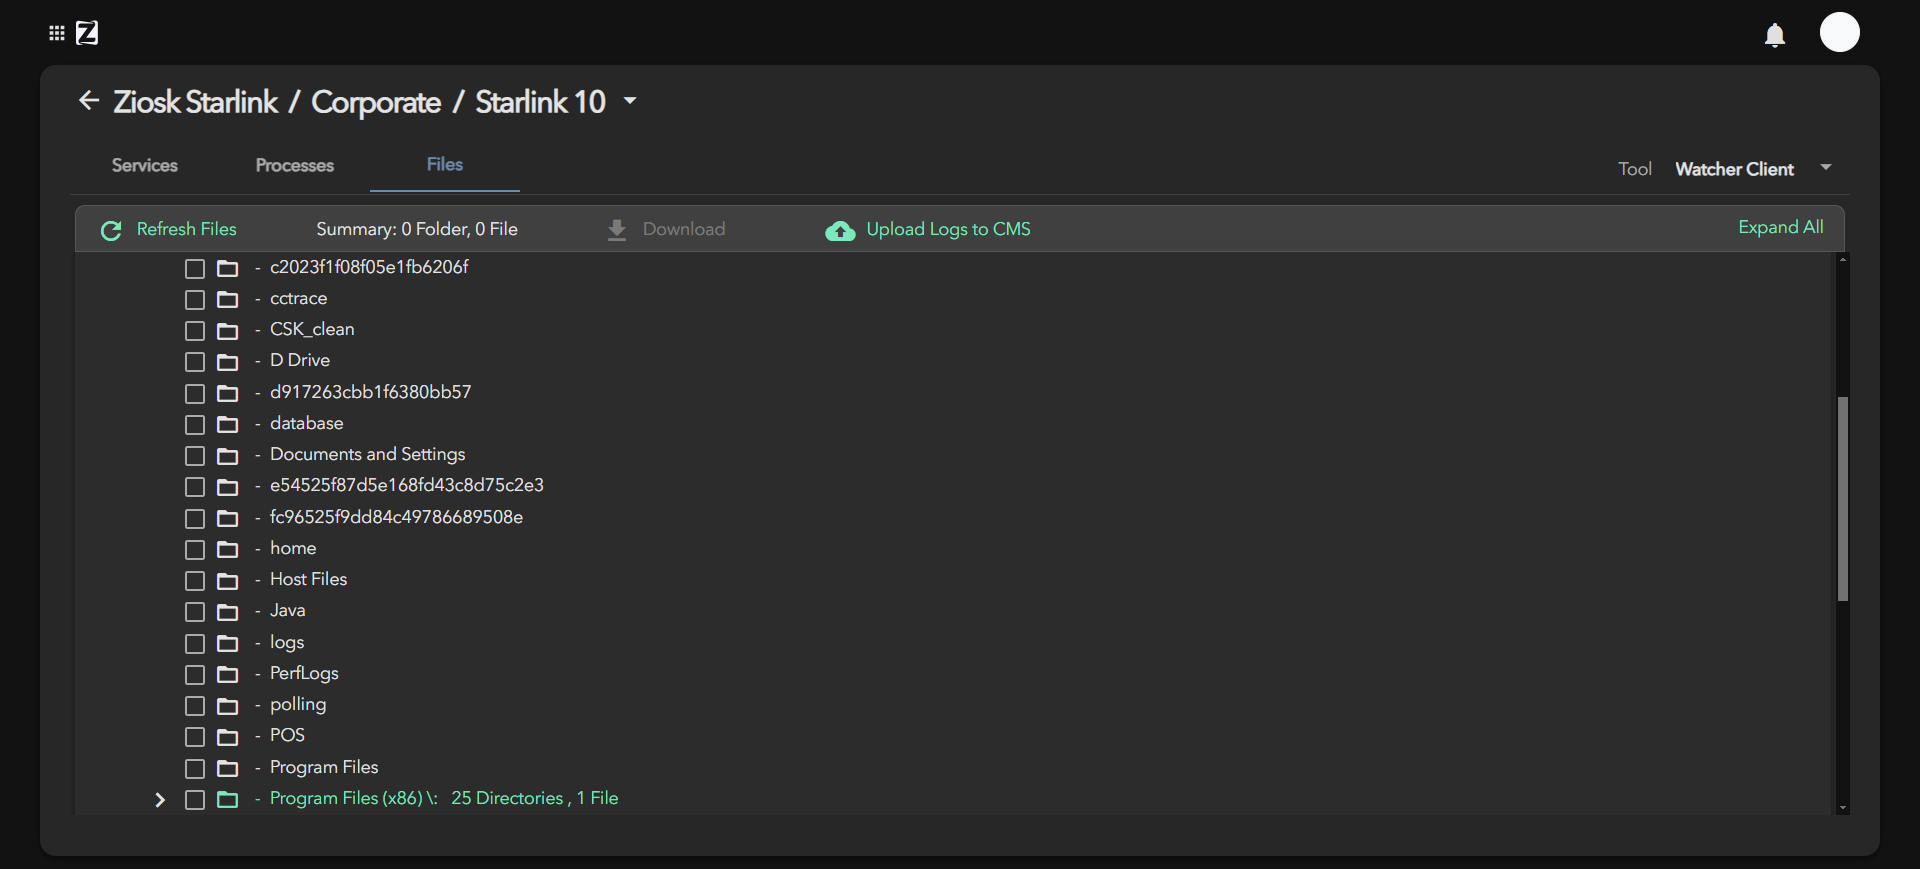 Z
Ziosk Starlink / Corporate / Starlink 10
Services Processes Files Tool Watcher Client
Refresh Files Summary: 0 Folder, 0 File Download Upload Logs to CMS Expand All
- c2023f1f08f05e1fb6206f
- cctrace
- CSK_clean
- D Drive
- d917263cbb1f6380bb57
- database
- Documents and Settings
- e54525f87d5e168fd43c8d75c2e3
- fc96525f9dd84c49786689508e
- home
- Host Files
- Java
- logs
- PerfLogs
- polling
- POS
- Program Files
- Program Files (x86) \: 25 Directories , 1 File